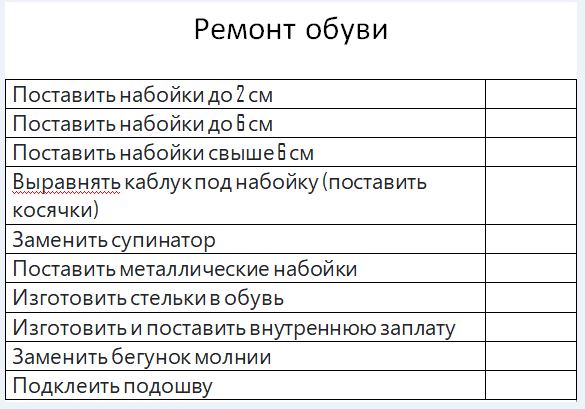 Ремонт обуви
Поставить набойки до 2 см
Поставить набойки до 6 см
Поставить набойки свыше 6 см
Выравнять каблук под набойку (поставить
косячки)
Заменить супинатор
Поставить металлические набойки
Изготовить стельки в обувь
Изготовить и поставить внутреннюю заплату
Заменить бегунок молнии
Подклеить подошву